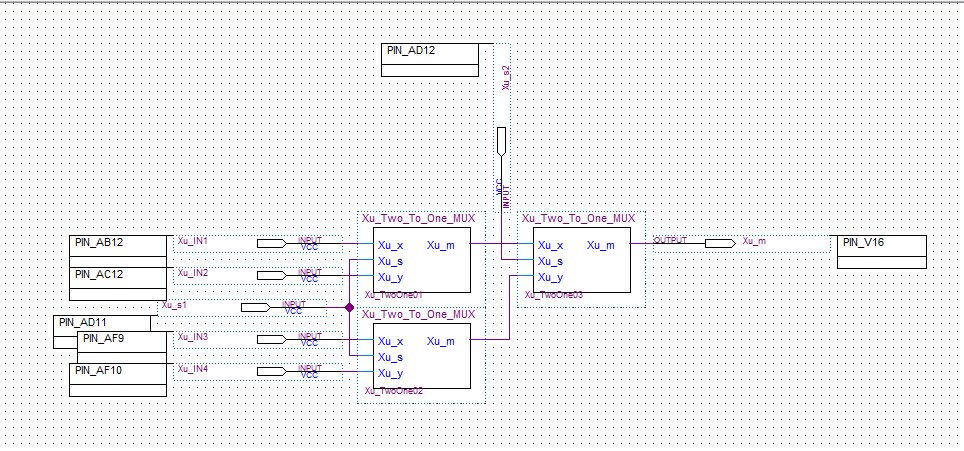 PIN_AD12
Xu_s2
VCC
INPUT
Xu_Two_To_One_MUX
Xu_Two_To_One_MUX
PIN_AB12
Xu_IN1
INPUT
VCC
Xu_x
Xu_m
Xu_x
Xu_m
OUTPUT
Xu_m
PIN_V16
Xu_s
Xu_s
PIN_AC12
Xu_IN2
INPUT
VCC
Xu_y
Xu_y
Xu_TwoOne01
Xu_TwoOne03
Xu_s1
INPUT
VCC
Xu_Two_To_One_MUX
PIN_AD11
PIN_AF9
Xu_IN3
INPUT
VCC
Xu_x
Xu_m
Xu_s
PIN_AF10
Xu_IN4
INPUT
VCC
Xu_y
Xu_TwoOne02